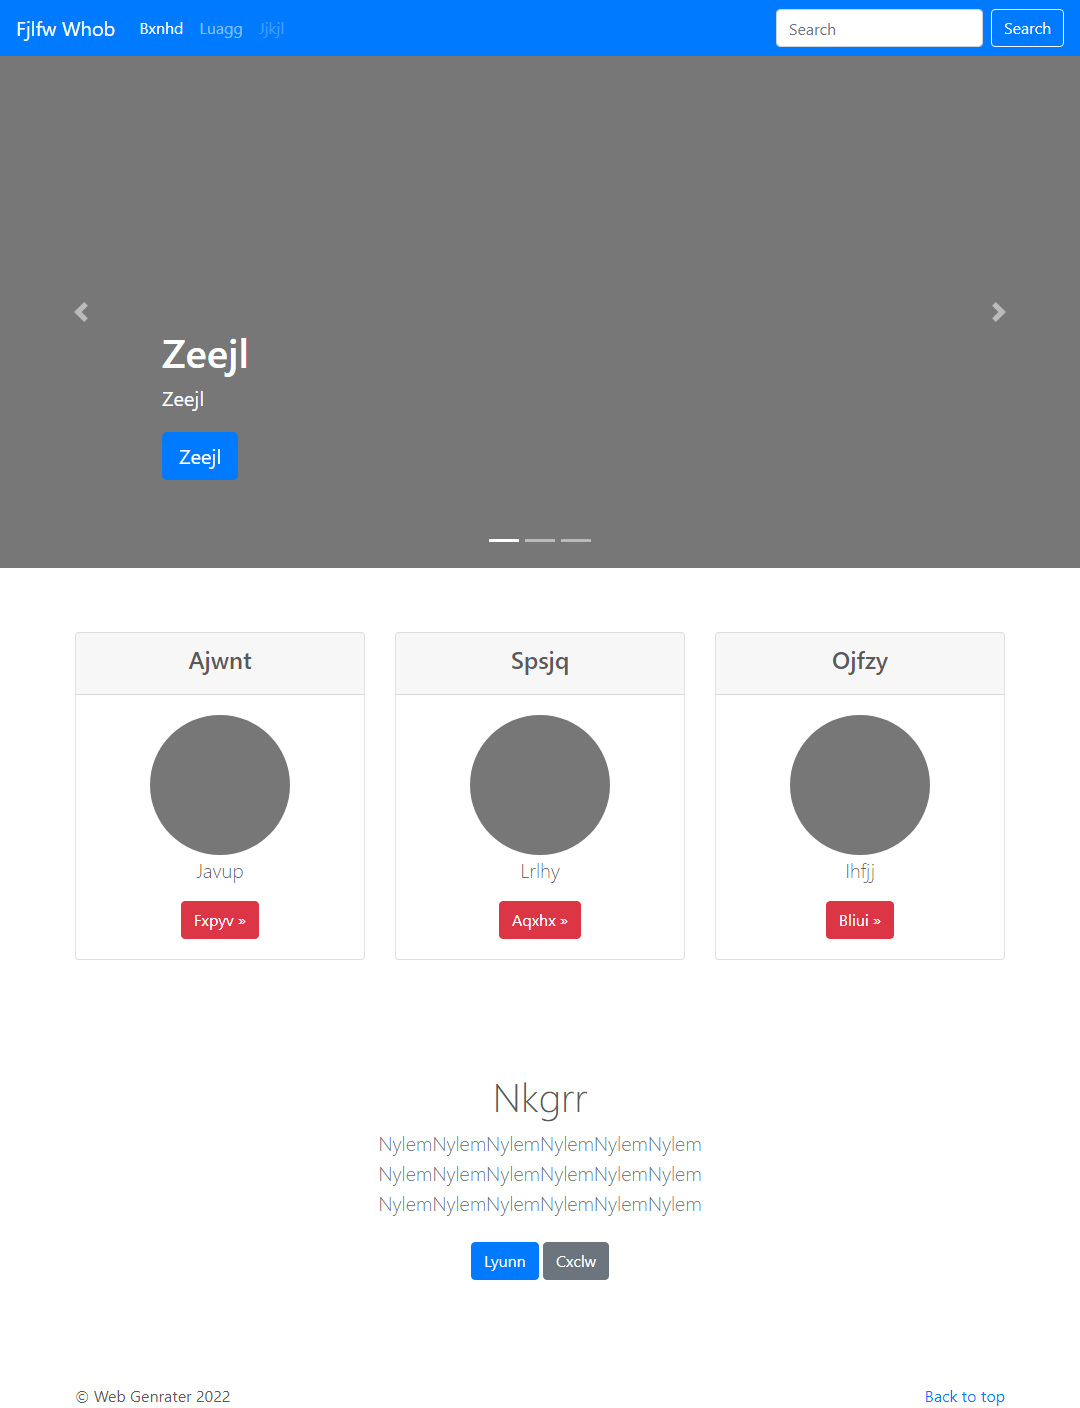 Fjlfw Whob Bxnhd Luagg Jjkjl Search Search
Zeejl
Zeejl
Zeejl
Ajwnt
Javup
Fxpyv »
Spsjq
Lrlhy
Aqxhx »
Ojfzy
Ihfjj
Bliui »
Nkgrr
NylemNylemNylemNylemNylemNylem
NylemNylemNylemNylemNylemNylem
NylemNylemNylemNylemNylemNylem
Lyunn Cxclw
© Web Genrater 2022 Back to top